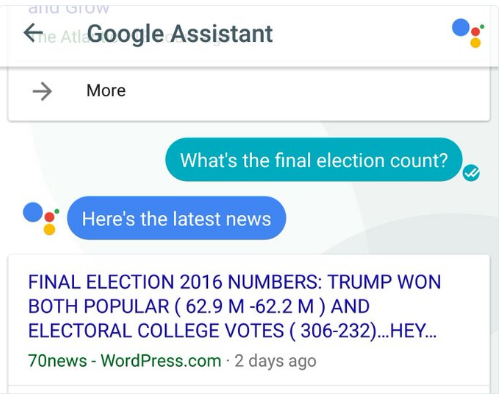 and Grow
Google Assistant
The Atla
More
What's the final election count?
Here's the latest news
FINAL ELECTION 2016 NUMBERS: TRUMP WON
BOTH POPULAR ( 62.9 M -62.2 M ) AND
ELECTORAL COLLEGE VOTES ( 306-232)...HEY...
70news - WordPress.com · 2 days ago